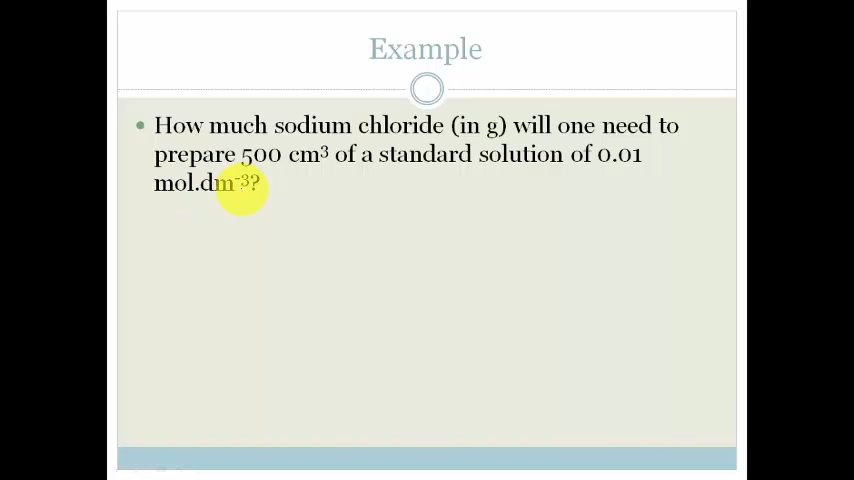 Example
• How much sodium chloride (in g) will one need to
prepare 500 cm³ of a standard solution of 0.01
mol.dm⁻³?